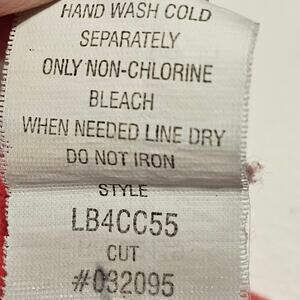 HAND WASH COLD
SEPARATELY
ONLY NON-CHLORINE
BLEACH
WHEN NEEDED LINE DRY
DO NOT IRON
STYLE
LB4CC55
CUT
#032095